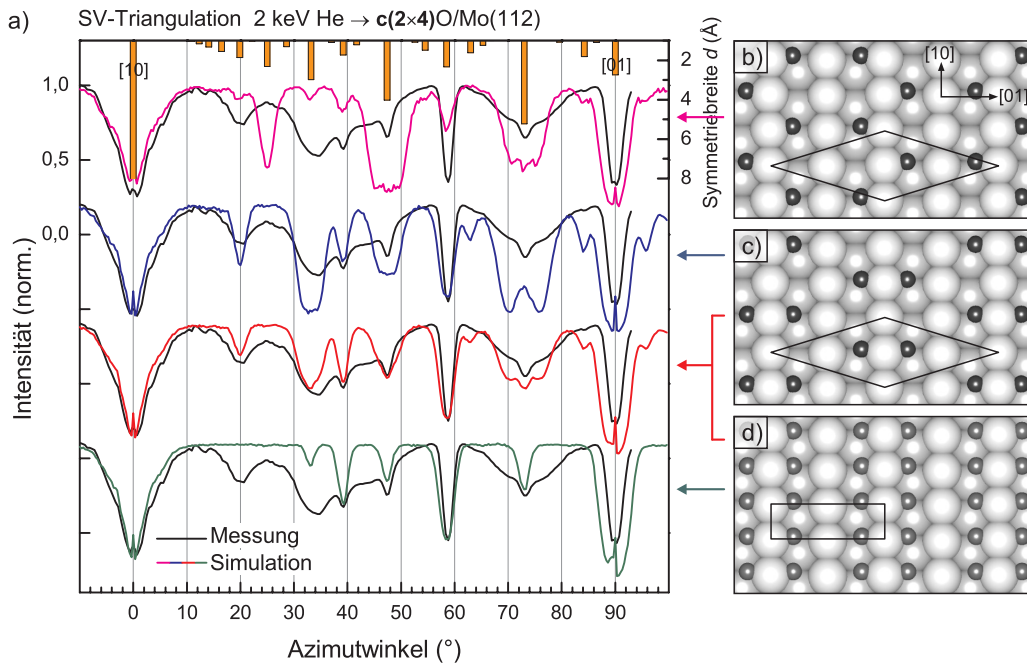 a)
SV-Triangulation 2 keV He → c(2×4)O/Mo(112)
[10]
[01]
1,0
0,5
0,0
Intensität (norm.)
2
4
6
8
Symmetriebreite d (Å)
Messung
Simulation
0 10 20 30 40 50 60 70 80 90
Azimutwinkel (°)
b)
[10]
[01]
c)
d)